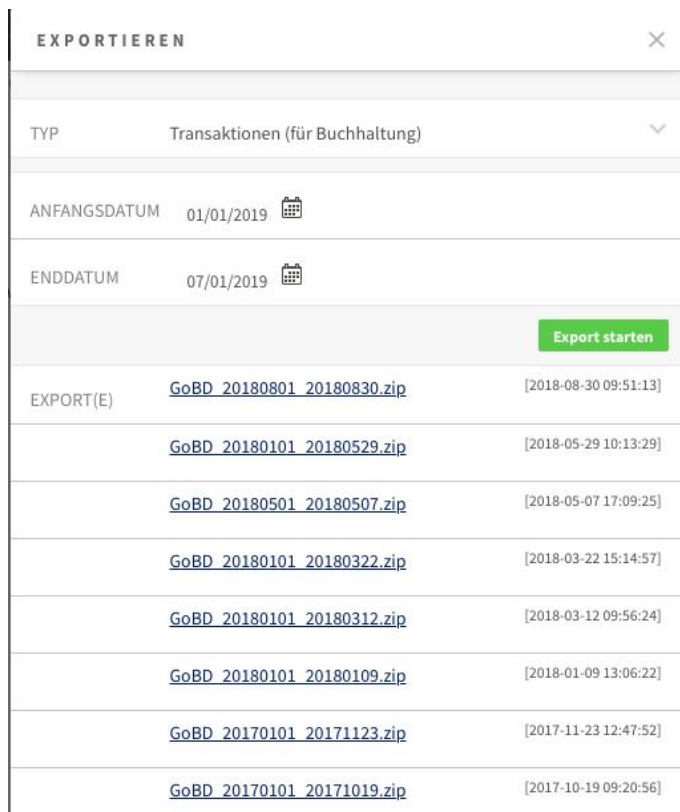 EXPORTIEREN
TYP Transaktionen (für Buchhaltung)
ANFANGSDATUM 01/01/2019
ENDDATUM 07/01/2019
Export starten
EXPORT(E) GoBD_20180801_20180830.zip [2018-08-30 09:51:13]
GoBD_20180101_20180529.zip [2018-05-29 10:13:29]
GoBD_20180501_20180507.zip [2018-05-07 17:09:25]
GoBD_20180101_20180322.zip [2018-03-22 15:14:57]
GoBD_20180101_20180312.zip [2018-03-12 09:56:24]
GoBD_20180101_20180109.zip [2018-01-09 13:06:22]
GoBD_20170101_20171123.zip [2017-11-23 12:47:52]
GoBD_20170101_20171019.zip [2017-10-19 09:20:56]